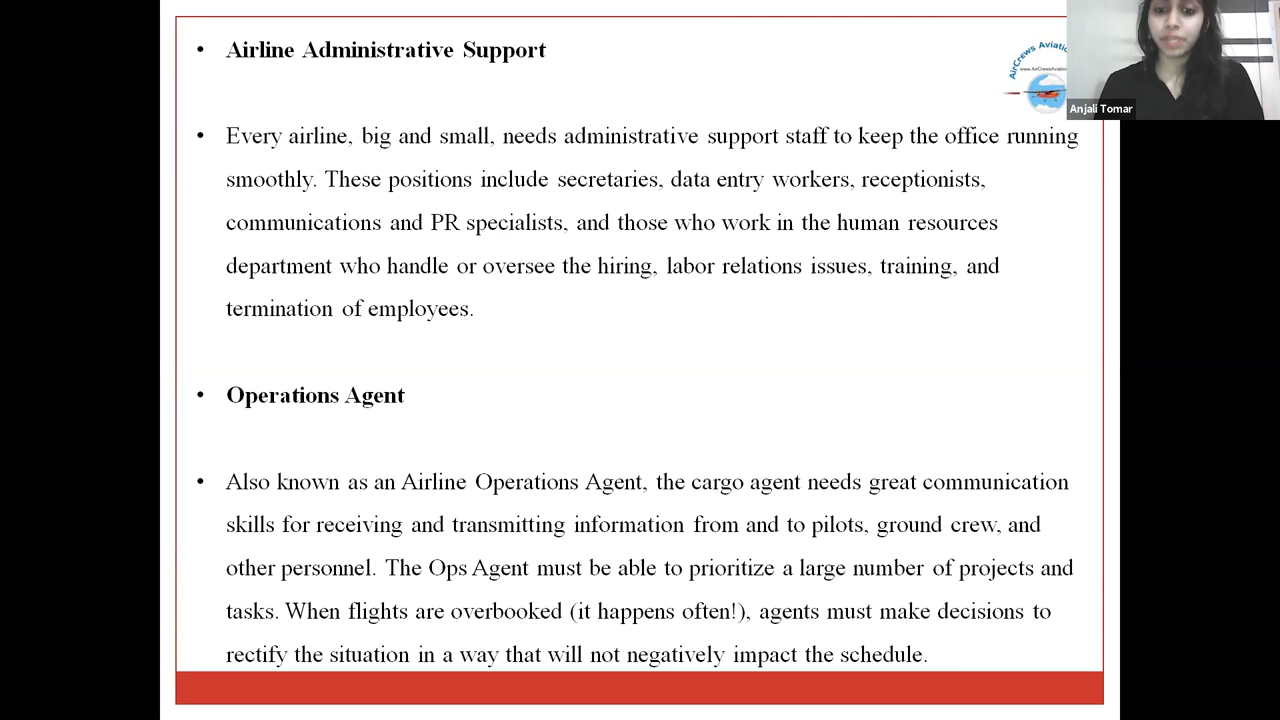 • Airline Administrative Support
AirCrews Aviatio
www.AirCrewsAviatio
Anjali Tomar
• Every airline, big and small, needs administrative support staff to keep the office running
smoothly. These positions include secretaries, data entry workers, receptionists,
communications and PR specialists, and those who work in the human resources
department who handle or oversee the hiring, labor relations issues, training, and
termination of employees.
• Operations Agent
• Also known as an Airline Operations Agent, the cargo agent needs great communication
skills for receiving and transmitting information from and to pilots, ground crew, and
other personnel. The Ops Agent must be able to prioritize a large number of projects and
tasks. When flights are overbooked (it happens often!), agents must make decisions to
rectify the situation in a way that will not negatively impact the schedule.